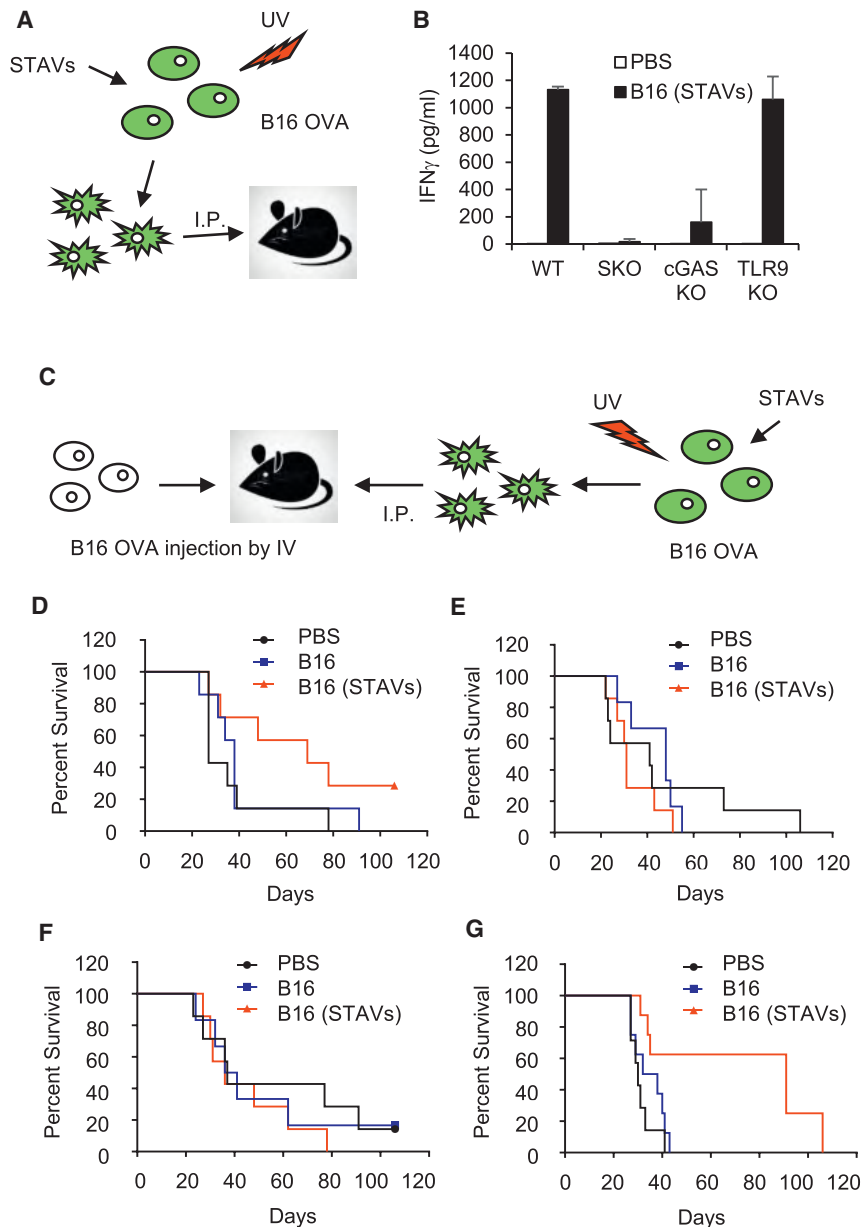 A
UV
STAVs
B16 OVA
I.P.
B
IFNγ (pg/ml)
1400
1200
1000
800
600
400
200
0
PBS
B16 (STAVs)
WT
SKO
cGAS
KO
TLR9
KO
C
UV
STAVs
I.P.
B16 OVA injection by IV
B16 OVA
D
Percent Survival
120
100
80
60
40
20
0
PBS
B16
B16 (STAVs)
0 20 40 60 80 100 120
Days
E
Percent Survival
120
100
80
60
40
20
0
PBS
B16
B16 (STAVs)
0 20 40 60 80 100 120
Days
F
Percent Survival
120
100
80
60
40
20
0
PBS
B16
B16 (STAVs)
0 20 40 60 80 100 120
Days
G
Percent Survival
120
100
80
60
40
20
0
PBS
B16
B16 (STAVs)
0 20 40 60 80 100 120
Days